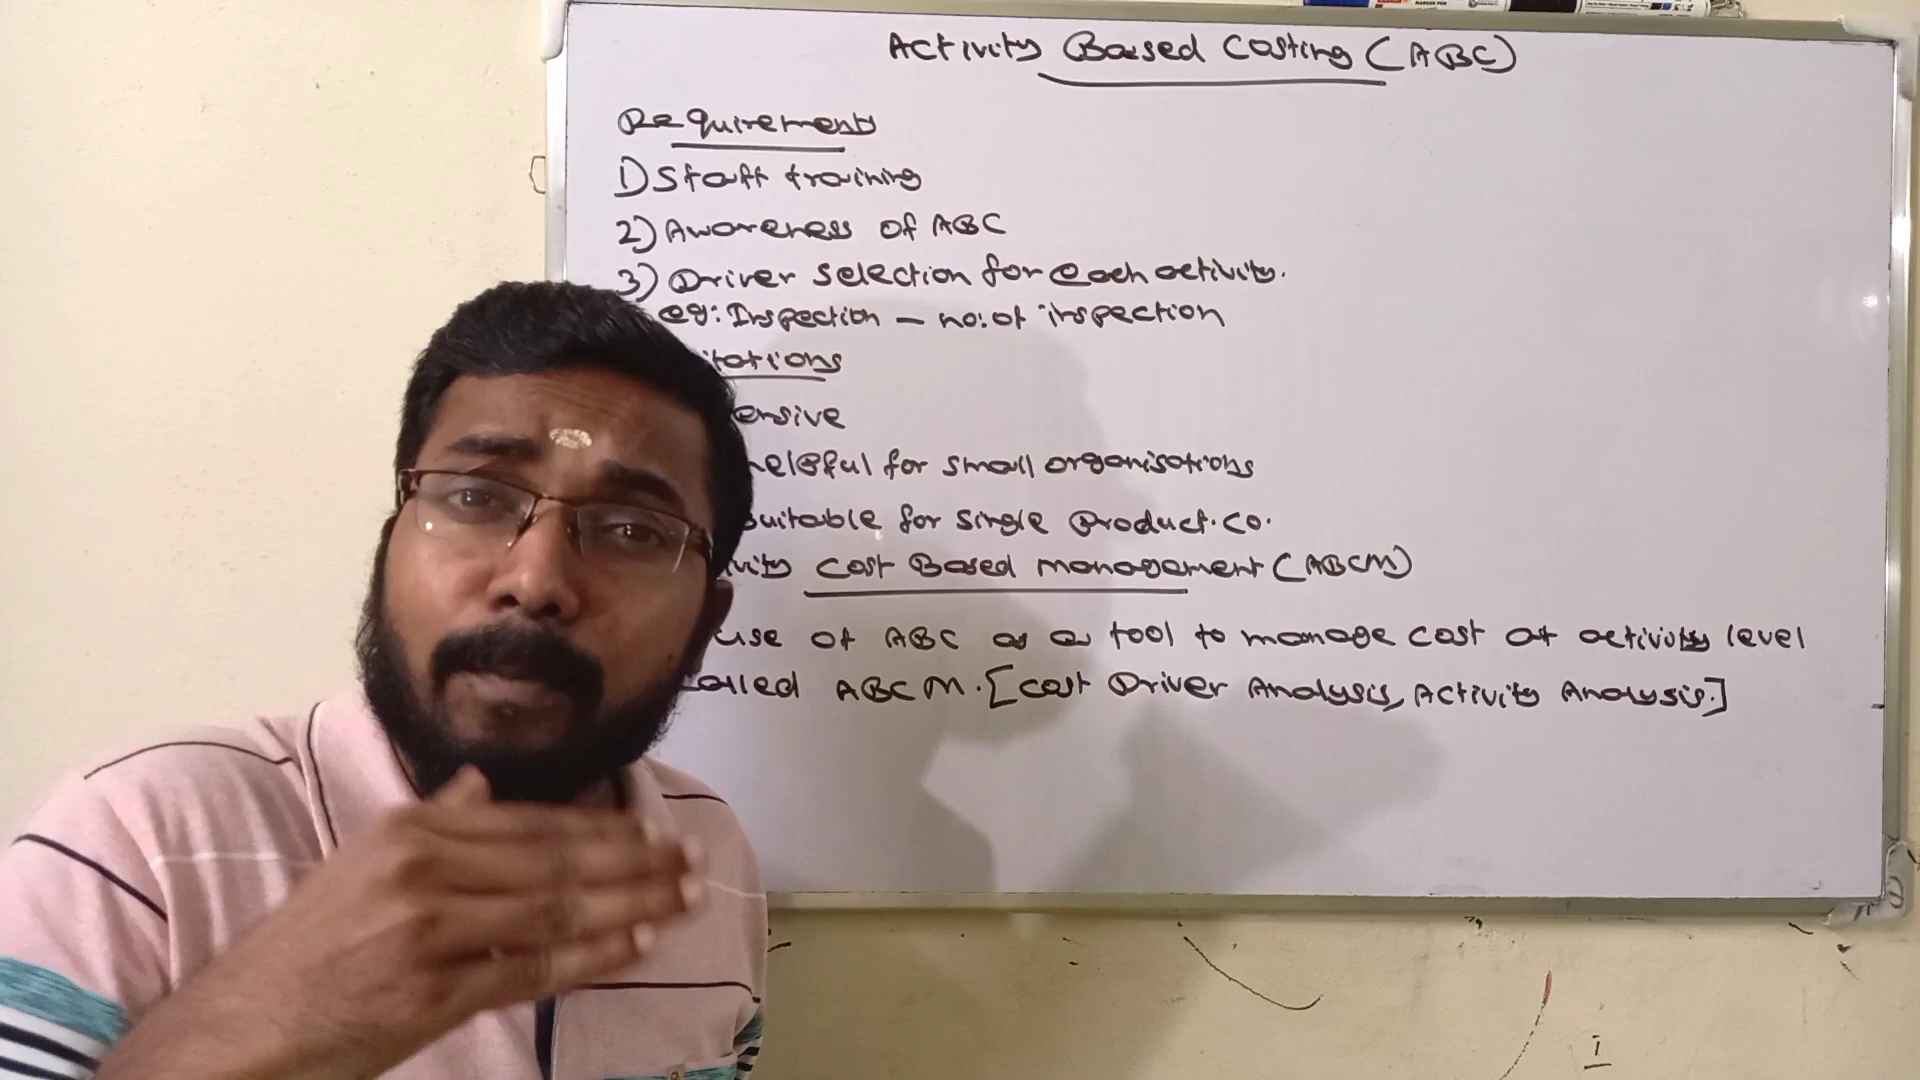 Activity Based Costing (ABC)
Requirements
1) Staff training
2) Awareness of ABC
3) Driver selection for each activity.
eg: Inspection – no: of inspection
itations
ensive
helpful for small organisations
suitable for single product. co.
ivity Cost Based management (ABCM)
use of ABC as a tool to manage cost at activity level
called ABCM. [Cost Driver Analysis, Activity Analysis.]